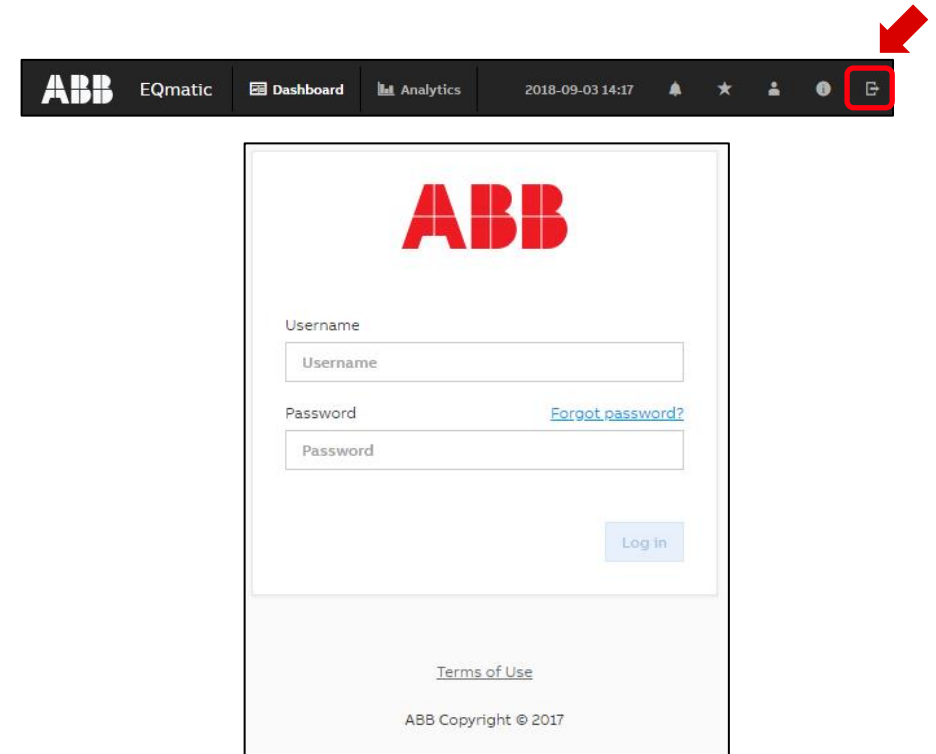 ABB EQmatic Dashboard Analytics 2018-09-03 14:17
ABB
Username
Username
Password Forgot password?
Password
Log in
Terms of Use
ABB Copyright © 2017